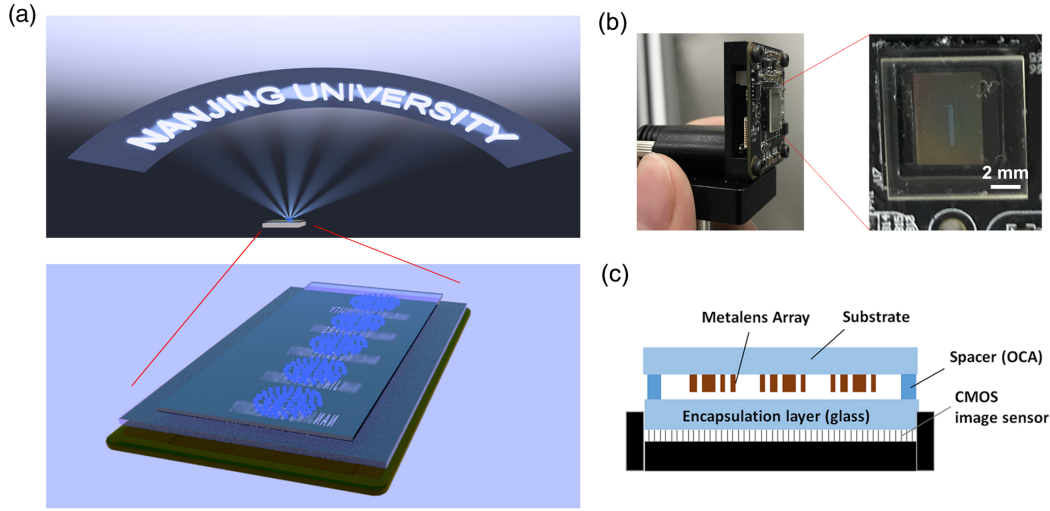 (a)
NANJING UNIVERSITY
(b)
2 mm
(c)
Metalens Array
Substrate
Spacer (OCA)
CMOS
image sensor
Encapsulation layer (glass)